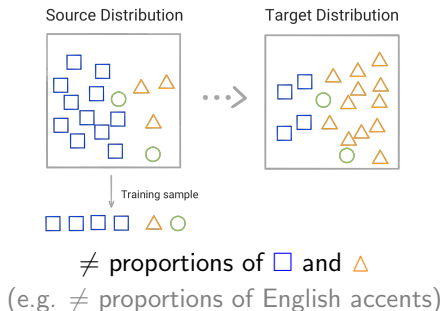 Source Distribution
Target Distribution
Training sample
≠ proportions of □ and △
(e.g. ≠ proportions of English accents)